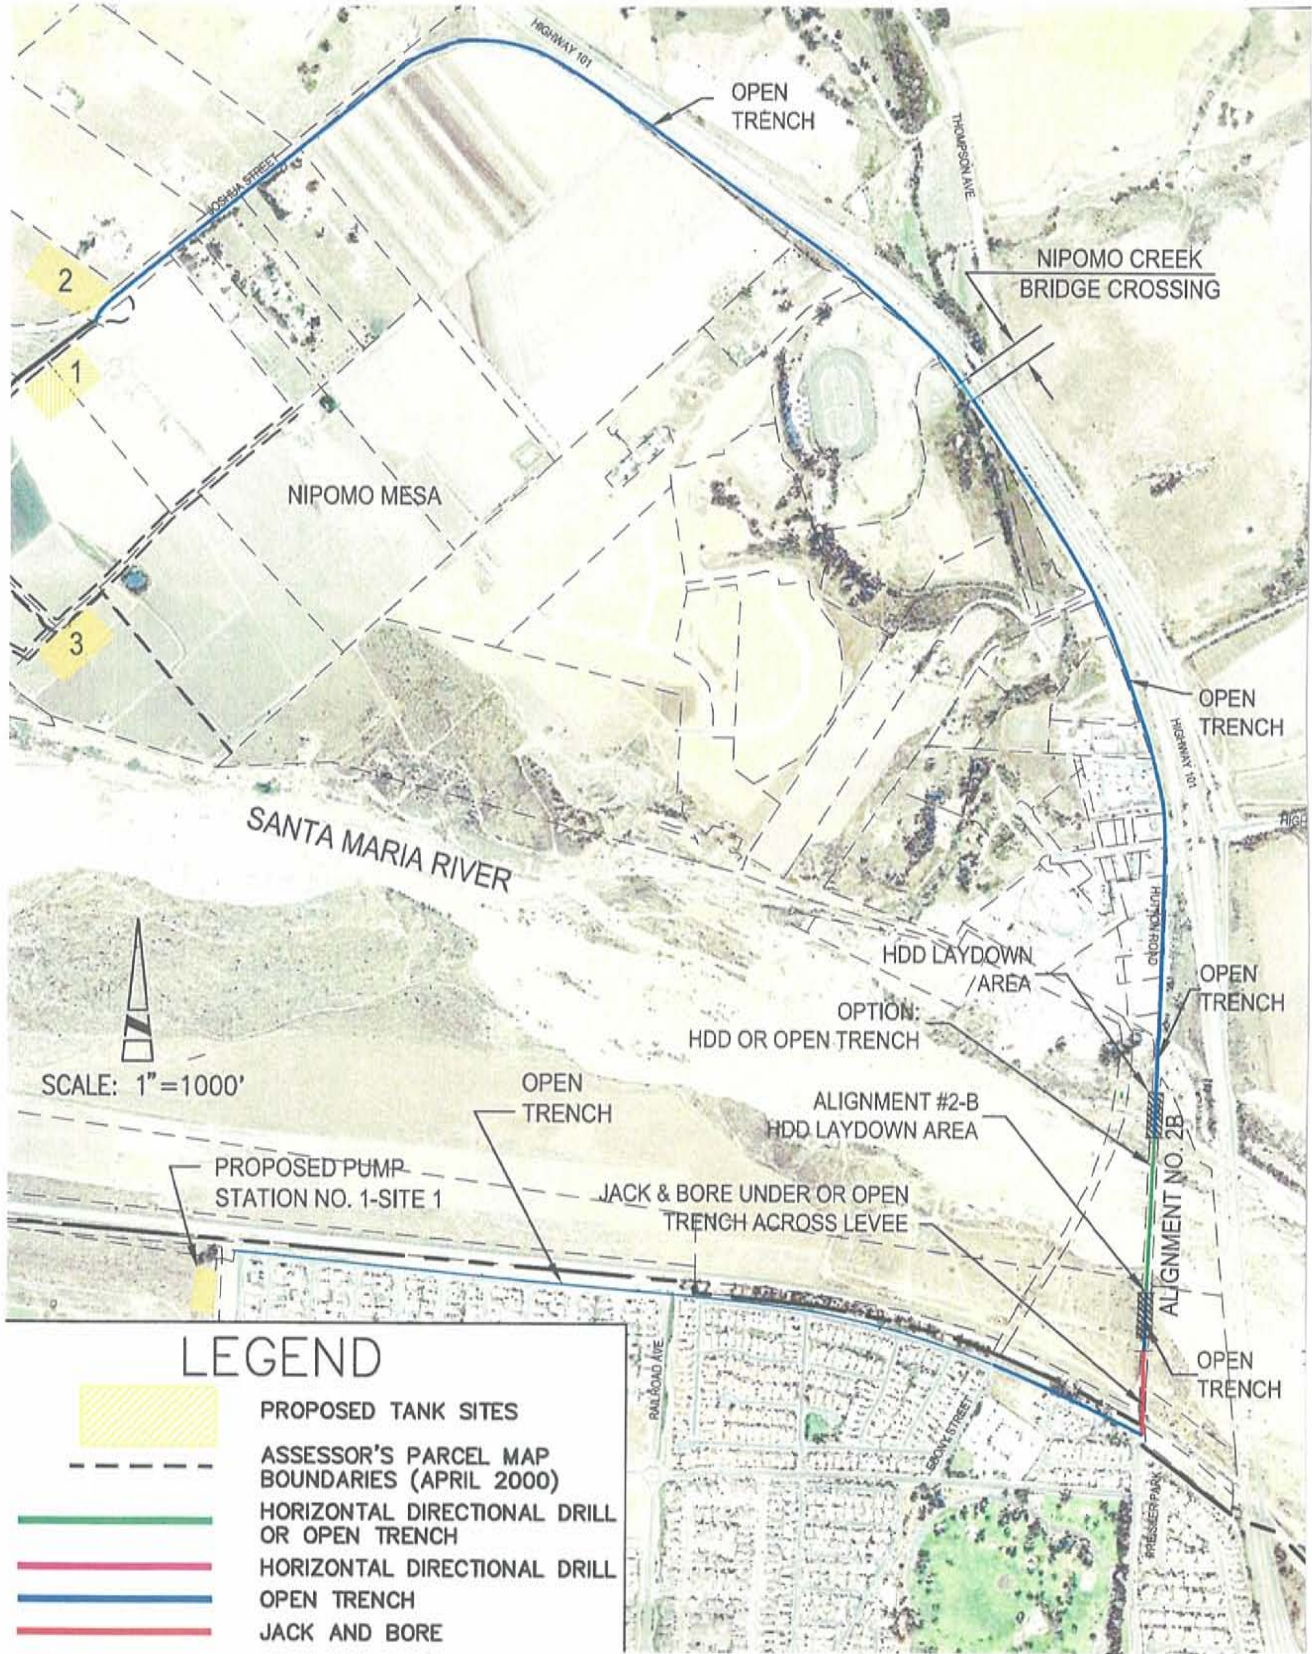 HIGHWAY 101
OPEN
TRENCH
THOMPSON AVE
JOSHUA STREET
NIPOMO CREEK
BRIDGE CROSSING
2
1
NIPOMO MESA
3
OPEN
TRENCH
HIGHWAY 101
HIGH
SANTA MARIA RIVER
HUTTON ROAD
HDD LAYDOWN
AREA
OPEN
TRENCH
OPTION:
HDD OR OPEN TRENCH
SCALE: 1"=1000'
OPEN
TRENCH
ALIGNMENT #2-B
HDD LAYDOWN AREA
ALIGNMENT NO. 2B
PROPOSED PUMP
STATION NO. 1-SITE 1
JACK & BORE UNDER OR OPEN
TRENCH ACROSS LEVEE
OPEN
TRENCH
RAILROAD AVE
EBONY STREET
PREISKER PARK
LEGEND
PROPOSED TANK SITES
ASSESSOR'S PARCEL MAP
BOUNDARIES (APRIL 2000)
HORIZONTAL DIRECTIONAL DRILL
OR OPEN TRENCH
HORIZONTAL DIRECTIONAL DRILL
OPEN TRENCH
JACK AND BORE